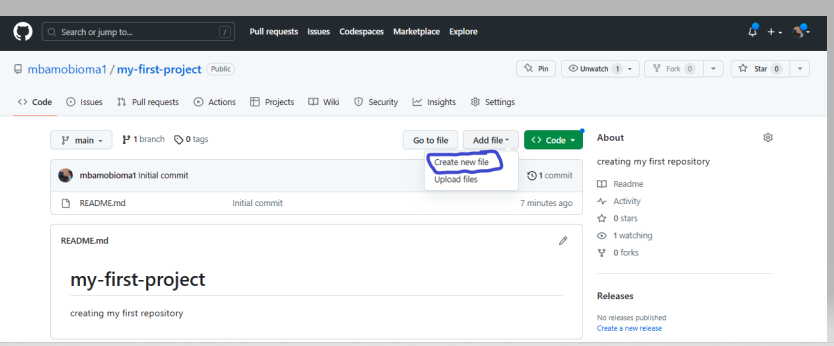 Search or jump to... / Pull requests Issues Codespaces Marketplace Explore
mbamobioma1 / my-first-project Public Pin Unwatch 1 Fork 0 Star 0
Code Issues Pull requests Actions Projects Wiki Security Insights Settings
main 1 branch 0 tags Go to file Add file Code
Create new file
Upload files
mbamobioma1 Initial commit 1 commit
README.md Initial commit 7 minutes ago
README.md
my-first-project
creating my first repository
About
creating my first repository
Readme
Activity
0 stars
1 watching
0 forks
Releases
No releases published
Create a new release